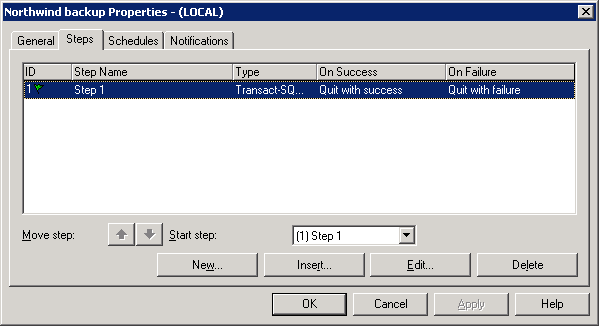 Northwind backup Properties - (LOCAL)
General Steps Schedules Notifications
ID Step Name Type On Success On Failure
1 Step 1 Transact-SQ... Quit with success Quit with failure
Move step: Start step: (1) Step 1
New... Insert... Edit... Delete
OK Cancel Apply Help